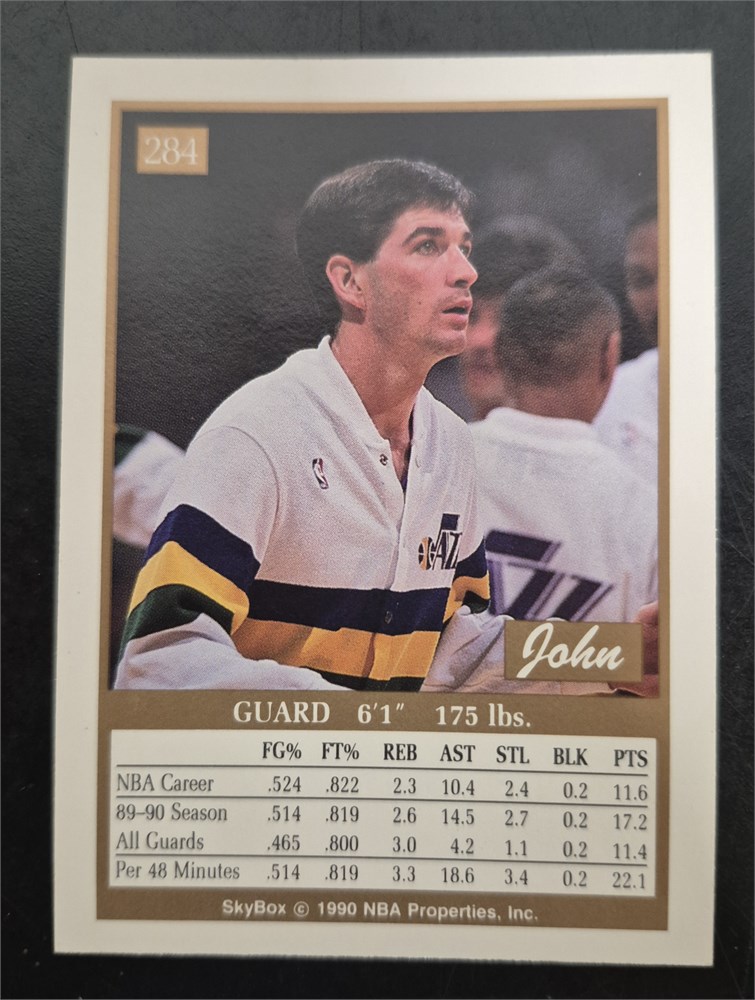 284
JAZZ
John
GUARD 6'1" 175 lbs.
FG% FT% REB AST STL BLK PTS
NBA Career .524 .822 2.3 10.4 2.4 0.2 11.6
89–90 Season .514 .819 2.6 14.5 2.7 0.2 17.2
All Guards .465 .800 3.0 4.2 1.1 0.2 11.4
Per 48 Minutes .514 .819 3.3 18.6 3.4 0.2 22.1
SkyBox © 1990 NBA Properties, Inc.